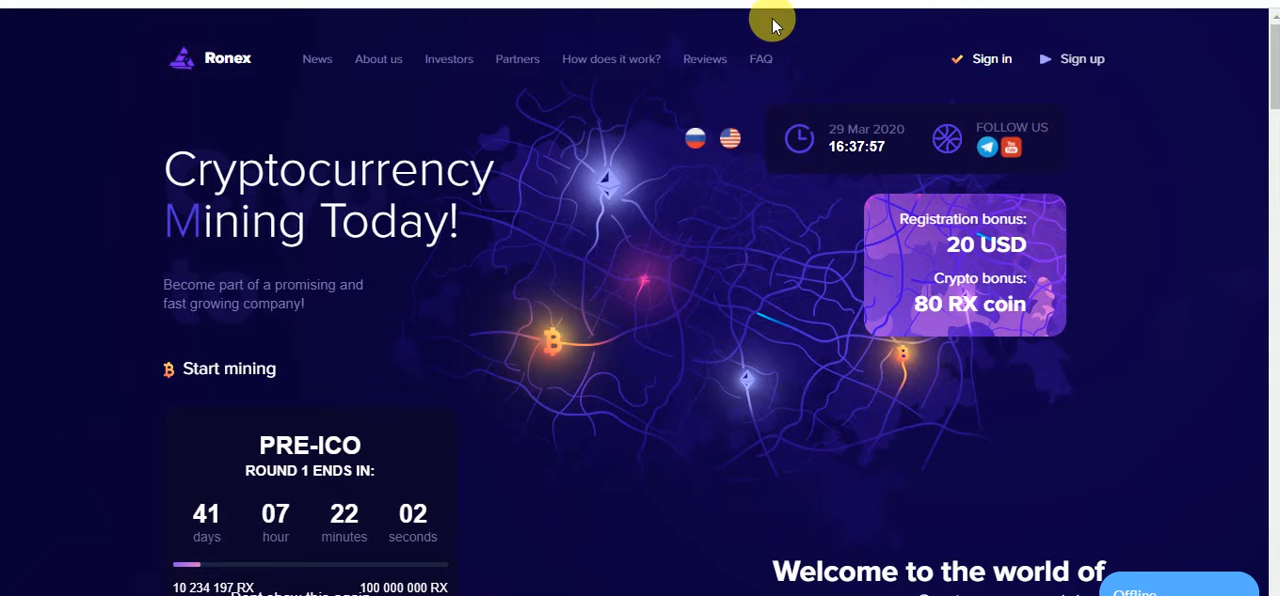 Ronex
News
About us
Investors
Partners
How does it work?
Reviews
FAQ
Sign in
Sign up
29 Mar 2020
16:37:57
FOLLOW US
You
Tube
Cryptocurrency
Mining Today!
Become part of a promising and
fast growing company!
Start mining
Registration bonus:
20 USD
Crypto bonus:
80 RX coin
PRE-ICO
ROUND 1 ENDS IN:
41 07 22 02
days hour minutes seconds
10 234 197 RX 100 000 000 RX
Welcome to the world of
Offline